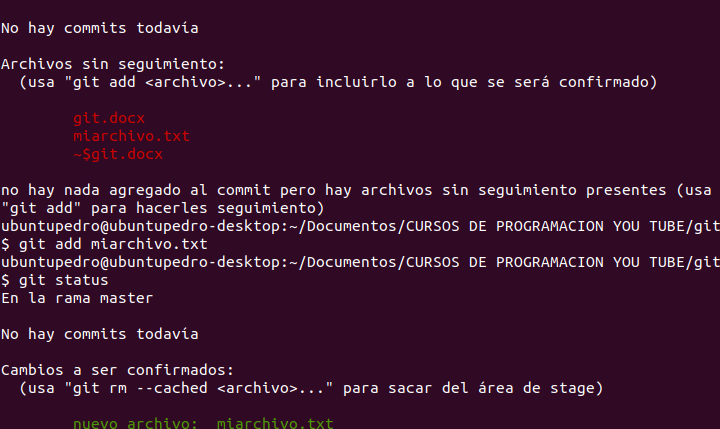 No hay commits todavía
Archivos sin seguimiento:
(usa "git add <archivo>..." para incluirlo a lo que se será confirmado)
git.docx
miarchivo.txt
~$git.docx
no hay nada agregado al commit pero hay archivos sin seguimiento presentes (usa
"git add" para hacerles seguimiento)
ubuntupedro@ubuntupedro-desktop:~/Documentos/CURSOS DE PROGRAMACION YOU TUBE/git
$ git add miarchivo.txt
ubuntupedro@ubuntupedro-desktop:~/Documentos/CURSOS DE PROGRAMACION YOU TUBE/git
$ git status
En la rama master
No hay commits todavía
Cambios a ser confirmados:
(usa "git rm --cached <archivo>..." para sacar del área de stage)
nuevo archivo:  miarchivo.txt